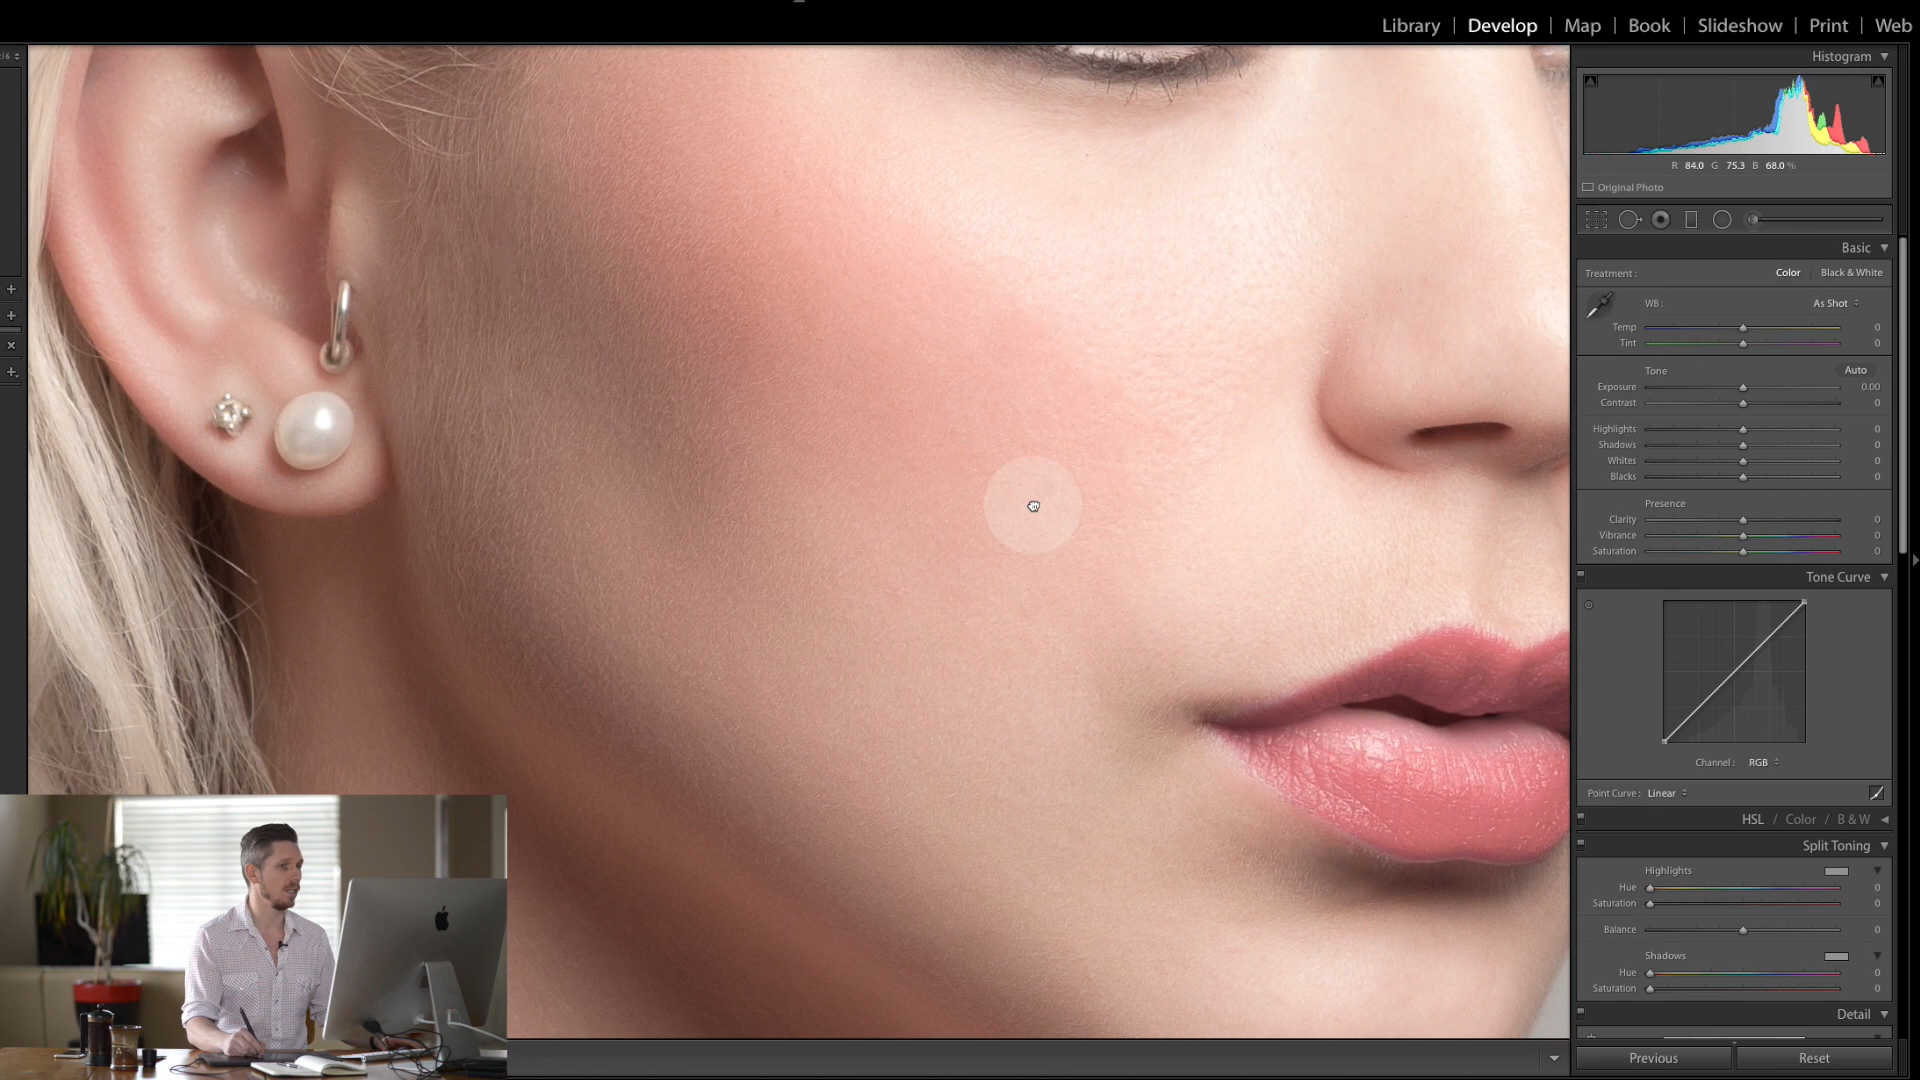 Library | Develop | Map | Book | Slideshow | Print | Web
:16
Histogram
R 84.0 G 75.3 B 68.0 %
Original Photo
Basic
Treatment : Color | Black & White
WB : As Shot
Temp 0
Tint 0
Tone Auto
Exposure 0.00
Contrast 0
Highlights 0
Shadows 0
Whites 0
Blacks 0
Presence
Clarity 0
Vibrance 0
Saturation 0
Tone Curve
Channel : RGB
Point Curve : Linear
HSL / Color / B & W
Split Toning
Highlights
Hue 0
Saturation 0
Balance 0
Shadows
Hue 0
Saturation 0
Detail
Previous Reset